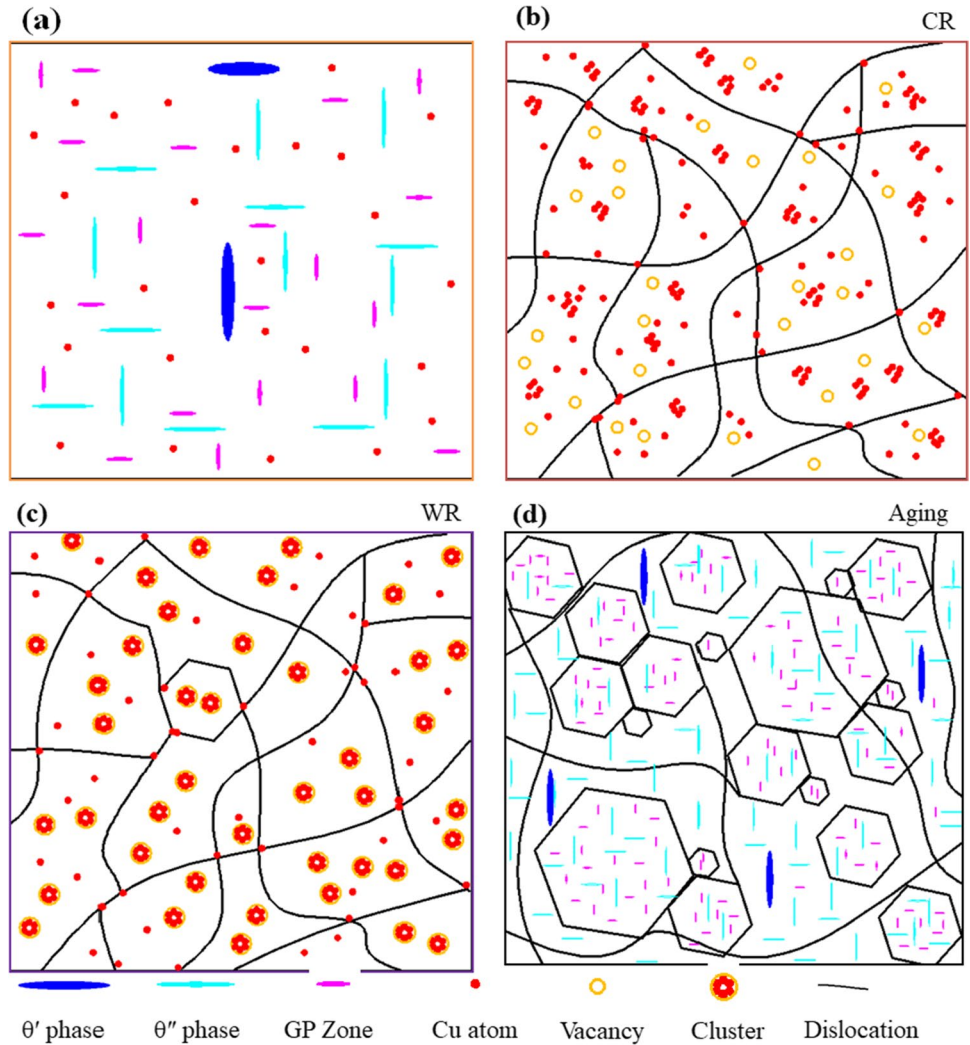 (a)
(b) CR
(c) WR
(d) Aging
θ′ phase θ″ phase GP Zone Cu atom Vacancy Cluster Dislocation